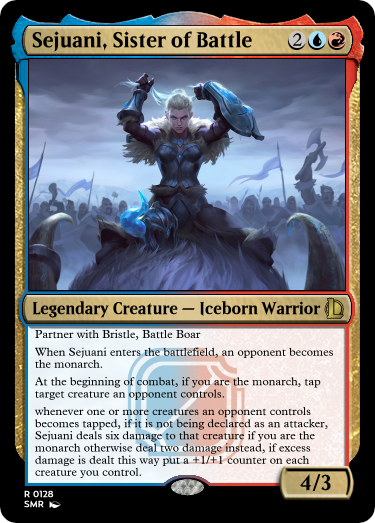 Sejuani, Sister of Battle 2
Legendary Creature — Iceborn Warrior
Partner with Bristle, Battle Boar
When Sejuani enters the battlefield, an opponent becomes
the monarch.
At the beginning of combat, if you are the monarch, tap
target creature an opponent controls.
whenever one or more creatures an opponent controls
becomes tapped, if it is not being declared as an attacker,
Sejuani deals six damage to that creature if you are the
monarch otherwise deal two damage instead, if excess
damage is dealt this way put a +1/+1 counter on each
creature you control.
4/3
R 0128
SMR